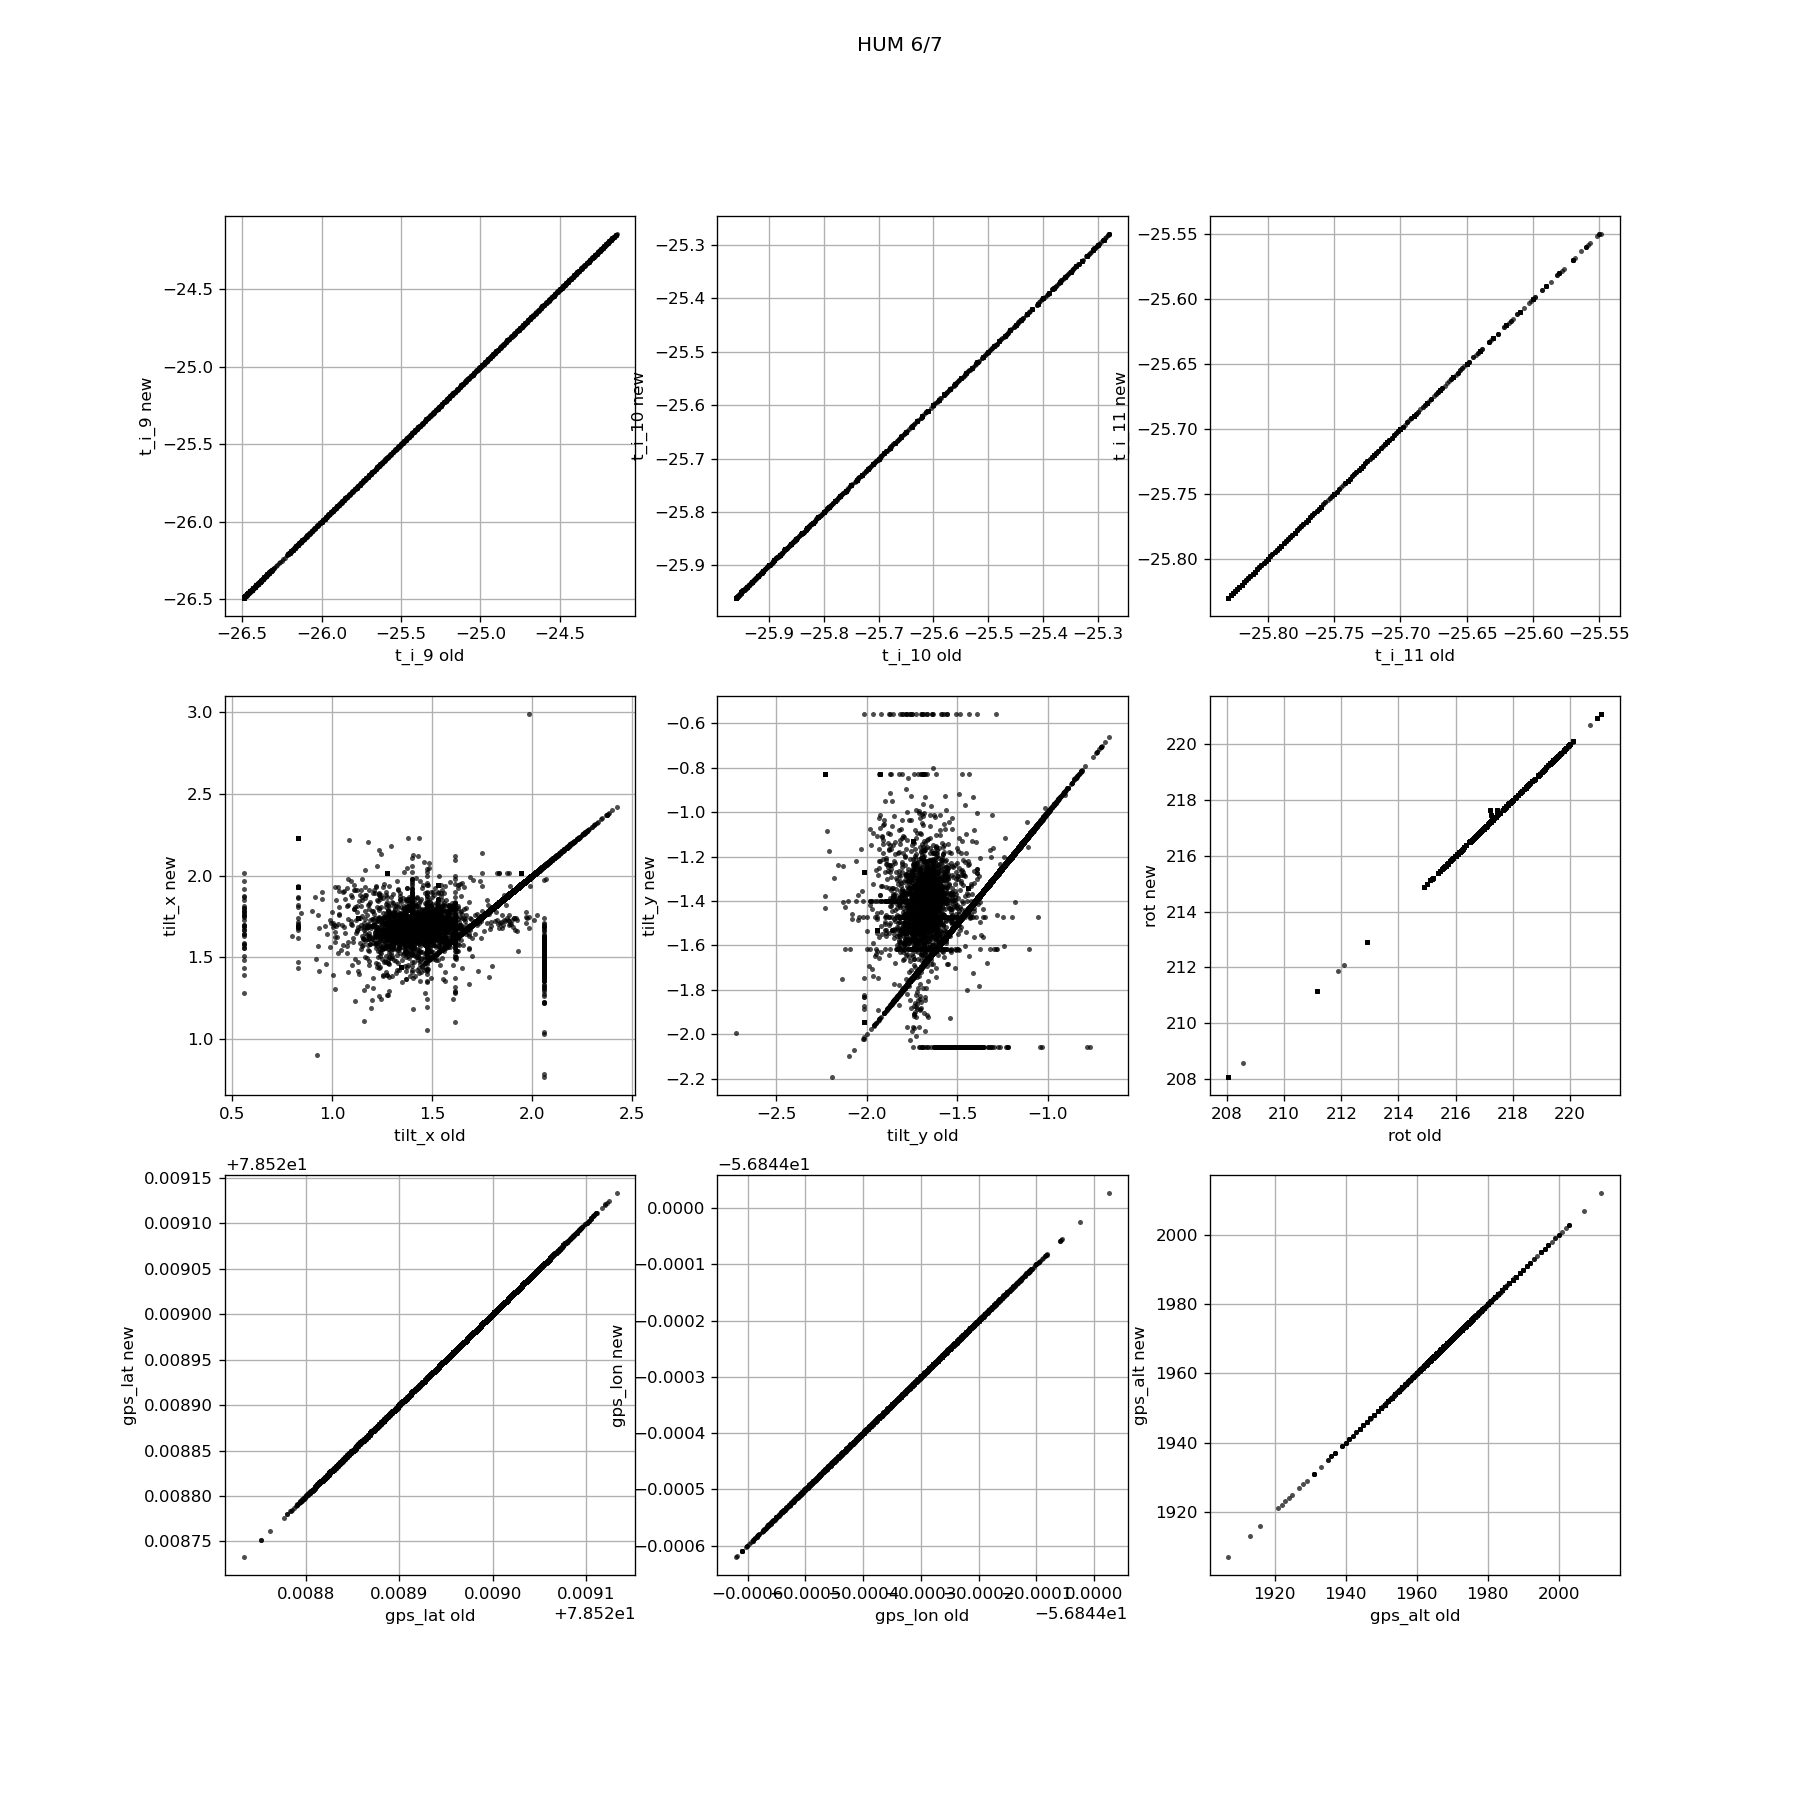 HUM 6/7
t_i_9 new
−24.5
−25.0
−25.5
−26.0
−26.5
−26.5 −26.0 −25.5 −25.0 −24.5
t_i_9 old
t_i_10 new
−25.3
−25.4
−25.5
−25.6
−25.7
−25.8
−25.9
−25.9 −25.8 −25.7 −25.6 −25.5 −25.4 −25.3
t_i_10 old
t_i_11 new
−25.55
−25.60
−25.65
−25.70
−25.75
−25.80
−25.80 −25.75 −25.70 −25.65 −25.60 −25.55
t_i_11 old
tilt_x new
3.0
2.5
2.0
1.5
1.0
0.5 1.0 1.5 2.0 2.5
tilt_x old
tilt_y new
−0.6
−0.8
−1.0
−1.2
−1.4
−1.6
−1.8
−2.0
−2.2
−2.5 −2.0 −1.5 −1.0
tilt_y old
rot new
220
218
216
214
212
210
208
208 210 212 214 216 218 220
rot old
+7.852e1
gps_lat new
0.00915
0.00910
0.00905
0.00900
0.00895
0.00890
0.00885
0.00880
0.00875
0.0088 0.0089 0.0090 0.0091
gps_lat old
+7.852e1
−5.6844e1
gps_lon new
0.0000
−0.0001
−0.0002
−0.0003
−0.0004
−0.0005
−0.0006
−0.0006 −0.0005 −0.0004 −0.0003 −0.0002 −0.0001 0.0000
gps_lon old
−5.6844e1
gps_alt new
2000
1980
1960
1940
1920
1920 1940 1960 1980 2000
gps_alt old